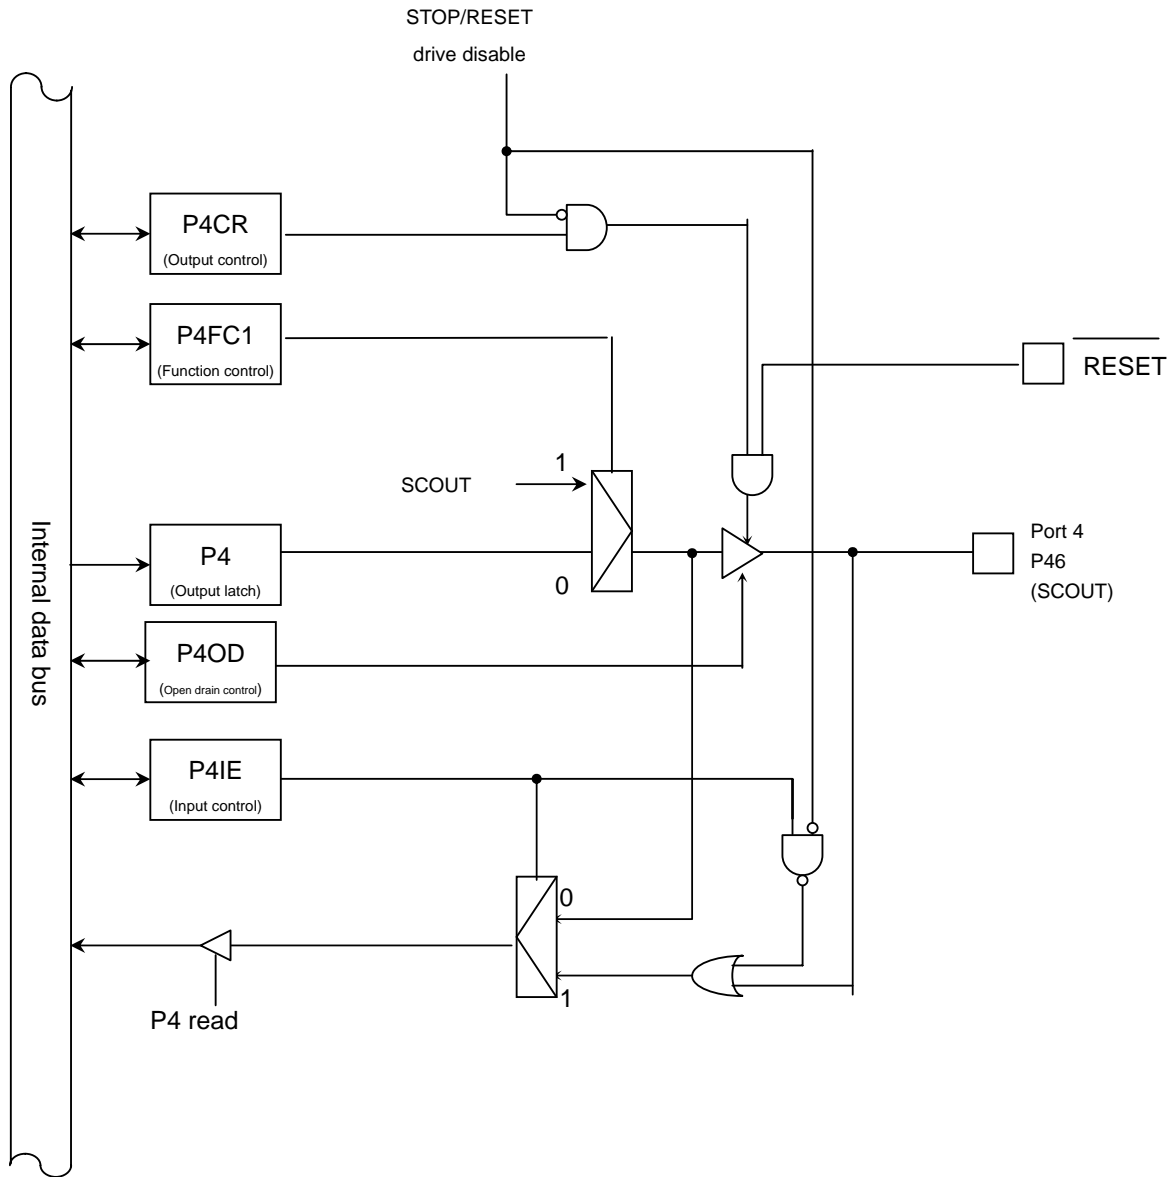 STOP/RESET
drive disable
P4CR
(Output control)
P4FC1
(Function control)
RESET
1
SCOUT
P4
(Output latch)
0
Port 4
P46
(SCOUT)
Internal data bus
P4OD
(Open drain control)
P4IE
(Input control)
0
1
P4 read